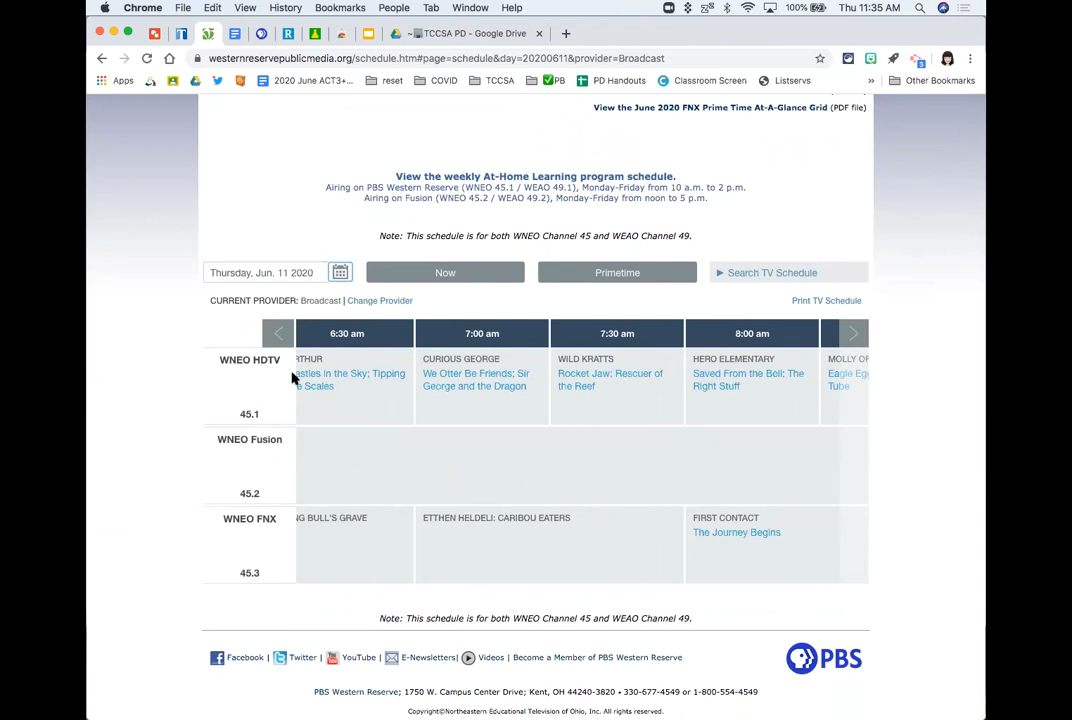 Chrome File Edit View History Bookmarks People Tab Window Help 100% Thu 11:35 AM
~ TCCSA PD - Google Drive × +
westernreservepublicmedia.org/schedule.htm#page=schedule&day=20200611&provider=Broadcast
Apps 2020 June ACT3+... reset COVID TCCSA PB PD Handouts Classroom Screen Listservs » Other Bookmarks
View the June 2020 FNX Prime Time At-A-Glance Grid (PDF file)
View the weekly At-Home Learning program schedule.
Airing on PBS Western Reserve (WNEO 45.1 / WEAO 49.1), Monday-Friday from 10 a.m. to 2 p.m.
Airing on Fusion (WNEO 45.2 / WEAO 49.2), Monday-Friday from noon to 5 p.m.
Note: This schedule is for both WNEO Channel 45 and WEAO Channel 49.
Thursday, Jun. 11 2020 Now Primetime Search TV Schedule
CURRENT PROVIDER: Broadcast | Change Provider Print TV Schedule
6:30 am 7:00 am 7:30 am 8:00 am
WNEO HDTV
45.1
RTHUR
astles in the Sky; Tipping
e Scales
CURIOUS GEORGE
We Otter Be Friends; Sir
George and the Dragon
WILD KRATTS
Rocket Jaw: Rescuer of
the Reef
HERO ELEMENTARY
Saved From the Bell; The
Right Stuff
MOLLY OF
Eagle Eg
Tube
WNEO Fusion
45.2
WNEO FNX
45.3
NG BULL'S GRAVE
ETTHEN HELDELI: CARIBOU EATERS
FIRST CONTACT
The Journey Begins
Note: This schedule is for both WNEO Channel 45 and WEAO Channel 49.
Facebook | Twitter | YouTube | E-Newsletters | Videos | Become a Member of PBS Western Reserve
PBS
PBS Western Reserve; 1750 W. Campus Center Drive; Kent, OH 44240-3820 • 330-677-4549 or 1-800-554-4549
Copyright©Northeastern Educational Television of Ohio, Inc. All rights reserved.